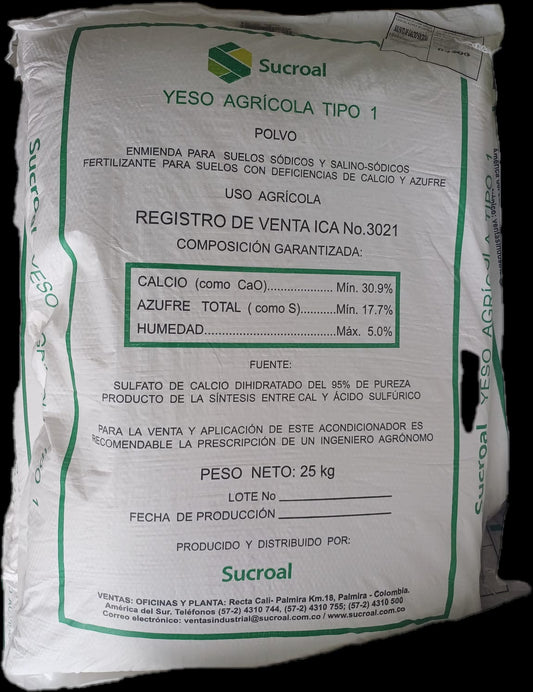 Sucroal
YESO AGRÍCOLA TIPO 1
POLVO
ENMIENDA PARA SUELOS SÓDICOS Y SALINO-SÓDICOS
FERTILIZANTE PARA SUELOS CON DEFICIENCIAS DE CALCIO Y AZUFRE
USO AGRÍCOLA
REGISTRO DE VENTA ICA No.3021
COMPOSICIÓN GARANTIZADA:
CALCIO (como CaO)................... Mín. 30.9%
AZUFRE TOTAL ( como S)...........Mín. 17.7%
HUMEDAD........................................Máx. 5.0%
FUENTE:
SULFATO DE CALCIO DIHIDRATADO DEL 95% DE PUREZA
PRODUCTO DE LA SÍNTESIS ENTRE CAL Y ÁCIDO SULFÚRICO
PARA LA VENTA Y APLICACIÓN DE ESTE ACONDICIONADOR ES
RECOMENDABLE LA PRESCRIPCIÓN DE UN INGENIERO AGRÓNOMO
PESO NETO: 25 kg
LOTE No
FECHA DE PRODUCCIÓN
PRODUCIDO Y DISTRIBUIDO POR:
Sucroal
VENTAS: OFICINAS Y PLANTA: Recta Cali- Palmira Km.18, Palmira - Colombia.
América del Sur. Teléfonos (57-2) 4310 744, (57-2) 4310 755; (57-2) 4310 500
Correo electrónico: ventasindustrial@sucroal.com.co / www.sucroal.com.co
Sucroal YESO
TIPO 1
Sucroal YESO AGRÍCOLA TIPO 1